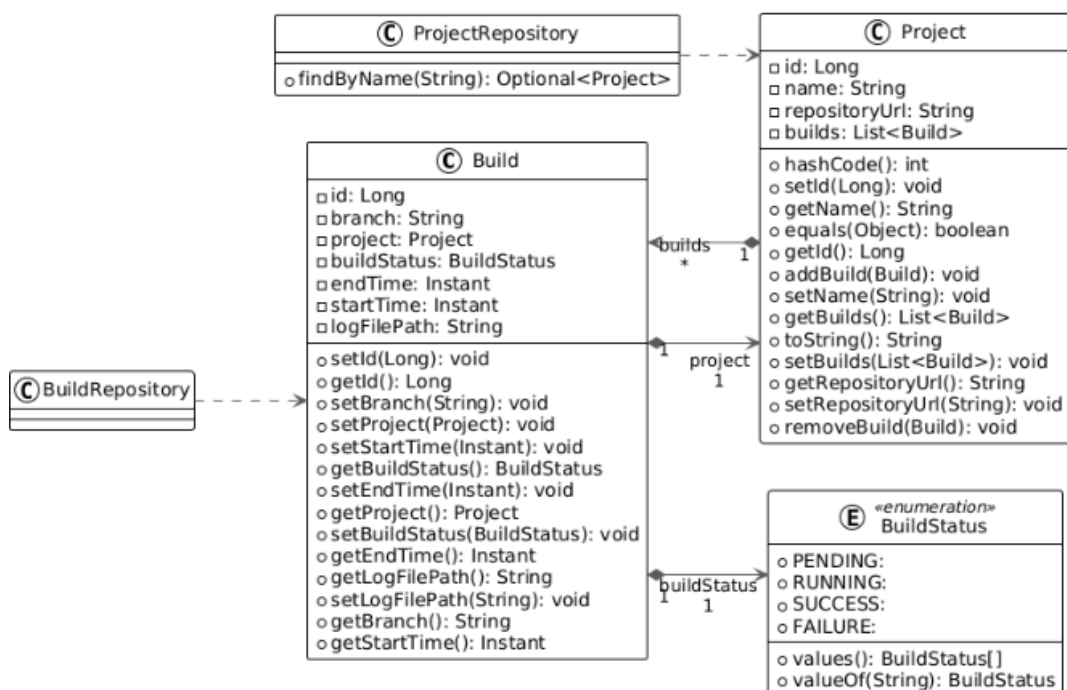 C ProjectRepository
findByName(String): Optional<Project>
C Project
id: Long
name: String
repositoryUrl: String
builds: List<Build>
hashCode(): int
setId(Long): void
getName(): String
equals(Object): boolean
getId(): Long
addBuild(Build): void
setName(String): void
getBuilds(): List<Build>
toString(): String
setBuilds(List<Build>): void
getRepositoryUrl(): String
setRepositoryUrl(String): void
removeBuild(Build): void
C Build
id: Long
branch: String
project: Project
buildStatus: BuildStatus
endTime: Instant
startTime: Instant
logFilePath: String
setId(Long): void
getId(): Long
setBranch(String): void
setProject(Project): void
setStartTime(Instant): void
getBuildStatus(): BuildStatus
setEndTime(Instant): void
getProject(): Project
setBuildStatus(BuildStatus): void
getEndTime(): Instant
getLogFilePath(): String
setLogFilePath(String): void
getBranch(): String
getStartTime(): Instant
builds 1
*
1 project
1
buildStatus
1 1
C BuildRepository
«enumeration»
E BuildStatus
PENDING:
RUNNING:
SUCCESS:
FAILURE:
values(): BuildStatus[]
valueOf(String): BuildStatus